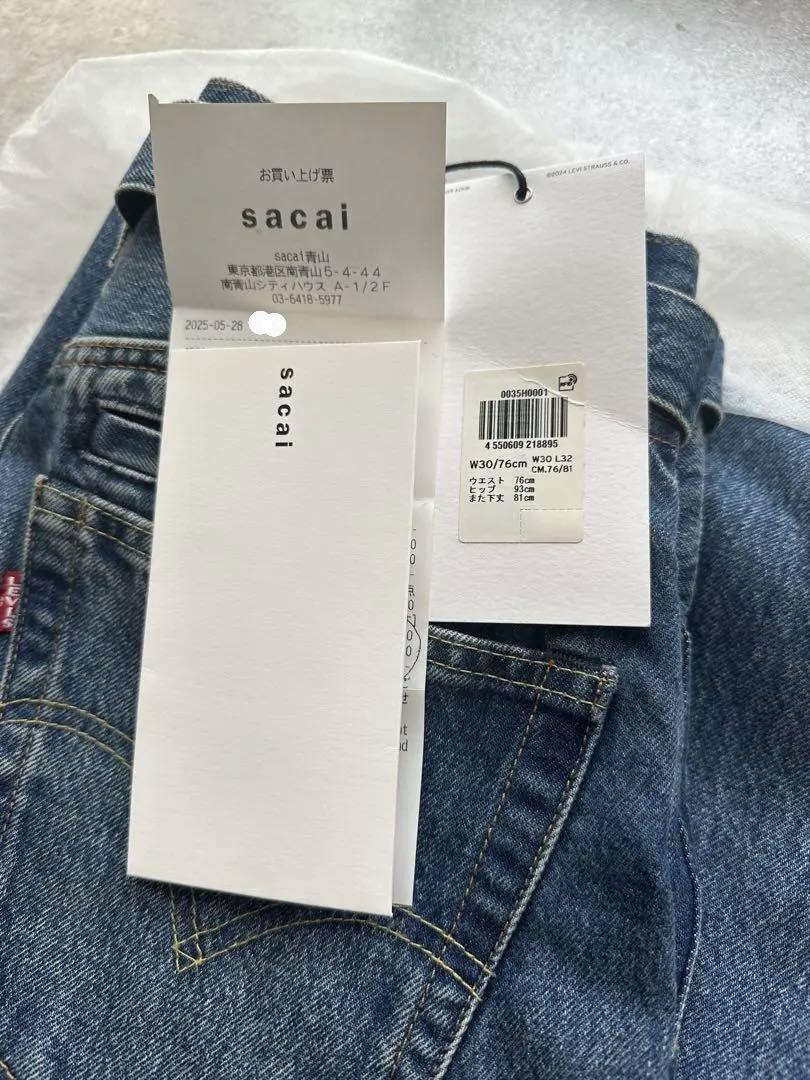 お買い上げ票
sacai
sacai青山
東京都港区南青山5-4-44
南青山シティハウス A-1/2F
03-6418-5977
2025-05-28
sacai
©2024 LEVI STRAUSS & CO.
RFID
0035H0001
4 550609 218895
W30/76cm
W30 L32
CM.76/81
ウエスト 76cm
ヒップ 93cm
また下丈 81cm
LEVI'S